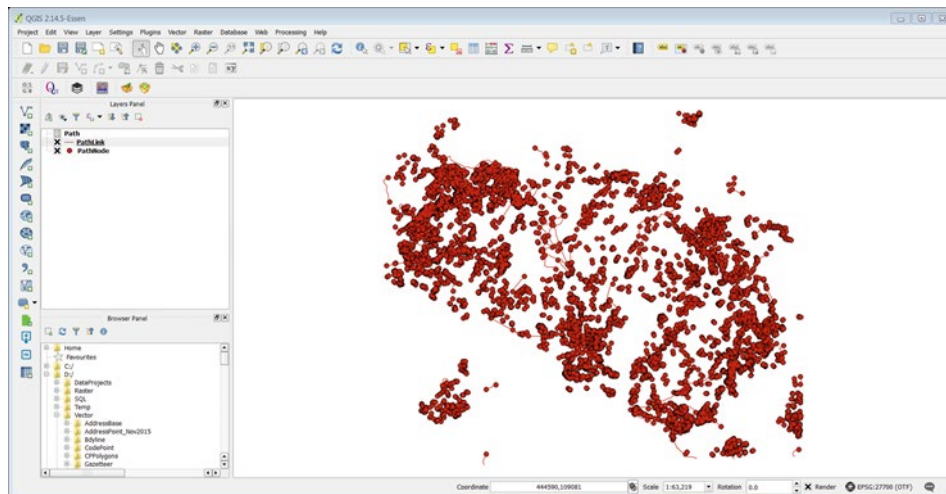 QGIS 2.14.5-Essen
Project Edit View Layer Settings Plugins Vector Raster Database Web Processing Help
Layers Panel
Path
PathLink
PathNode
Browser Panel
Home
Favourites
C:/
D:/
DataProjects
Raster
SQL
Temp
Vector
AddressBase
AddressPoint_Nov2015
Bdyline
CodePoint
CPPolygons
Gazetteer
Coordinate 444590,109081 Scale 1:63,219 Rotation 0.0 Render EPSG:27700 (OTF)